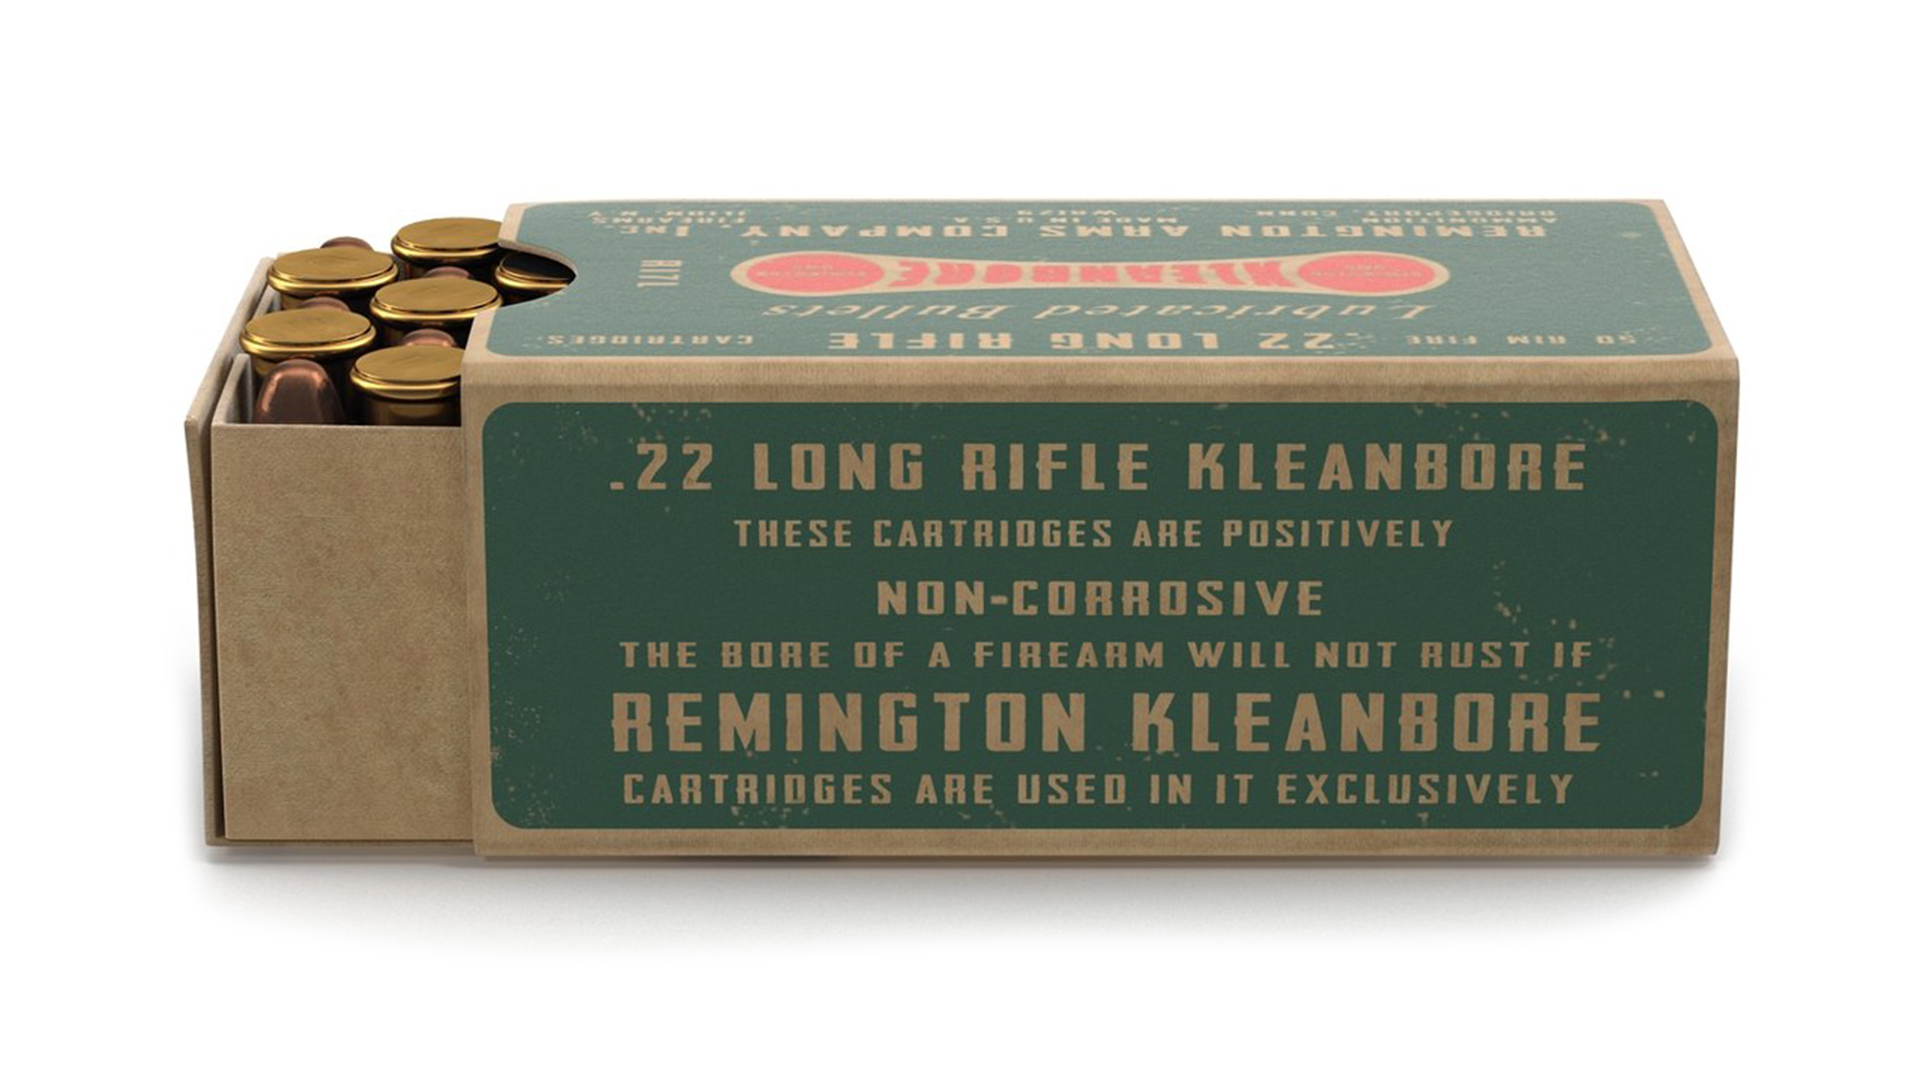 REMINGTON ARMS COMPANY, INC.
KLEANBORE
Lubricated Bullets
50 RIM FIRE .22 LONG RIFLE CARTRIDGES
.22 LONG RIFLE KLEANBORE
THESE CARTRIDGES ARE POSITIVELY
NON-CORROSIVE
THE BORE OF A FIREARM WILL NOT RUST IF
REMINGTON KLEANBORE
CARTRIDGES ARE USED IN IT EXCLUSIVELY